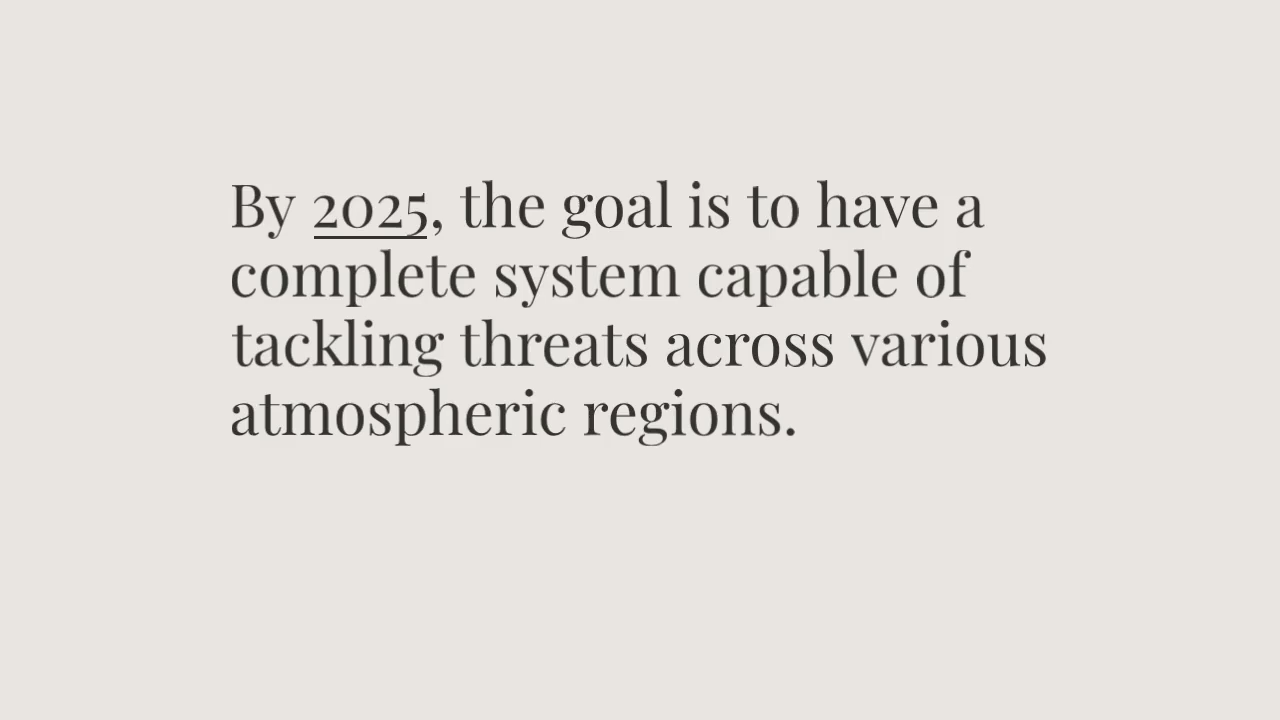 By 2025, the goal is to have a
complete system capable of
tackling threats across various
atmospheric regions.